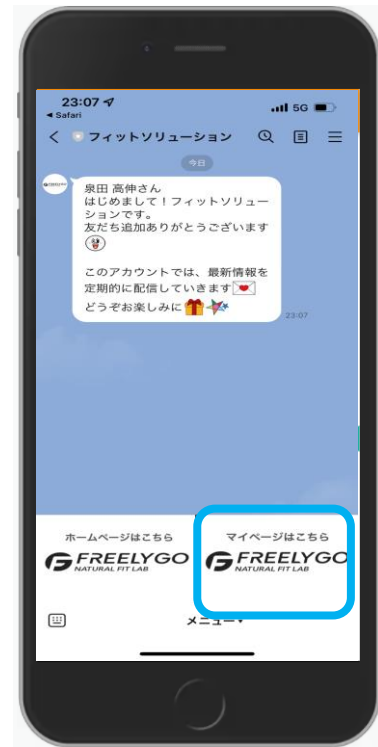 23:07
◀ Safari
5G
フィットソリューション
今日
泉田 高伸さん
はじめまして！フィットソリュー
ションです。
友だち追加ありがとうございます
このアカウントでは、最新情報を
定期的に配信していきます
どうぞお楽しみに
23:07
ホームページはこちら
マイページはこちら
FREELYGO
NATURAL FIT LAB
FREELYGO
NATURAL FIT LAB
メニュー▾